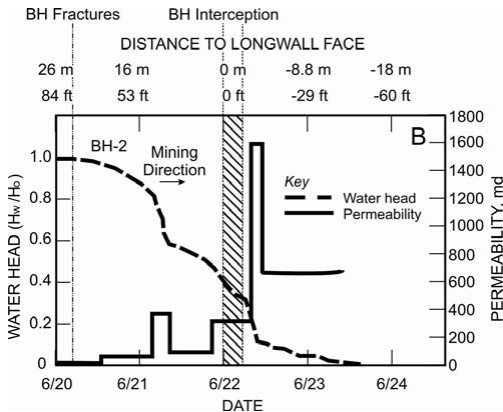 BH Fractures BH Interception
DISTANCE TO LONGWALL FACE
26 m 16 m 0 m -8.8 m -18 m
84 ft 53 ft 0 ft -29 ft -60 ft
BH-2
Mining
Direction
B
Key
Water head
Permeability
WATER HEAD (Hw/Ho)
1.0
0.8
0.6
0.4
0.2
0
PERMEABILITY, md
1800
1600
1400
1200
1000
800
600
400
200
0
6/20 6/21 6/22 6/23 6/24
DATE